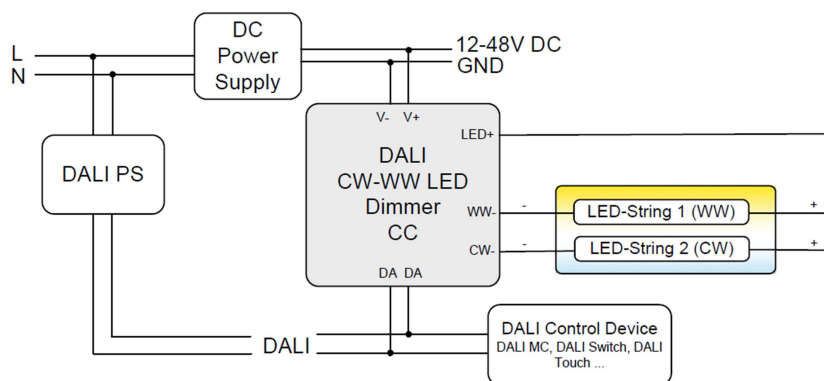 L
N
DC
Power
Supply
12-48V DC
GND
V- V+
LED+
DALI
CW-WW LED
Dimmer
CC
DALI PS
WW-
-
LED-String 1 (WW)
+
CW-
-
LED-String 2 (CW)
+
DA DA
DALI
DALI Control Device
DALI MC, DALI Switch, DALI
Touch ...